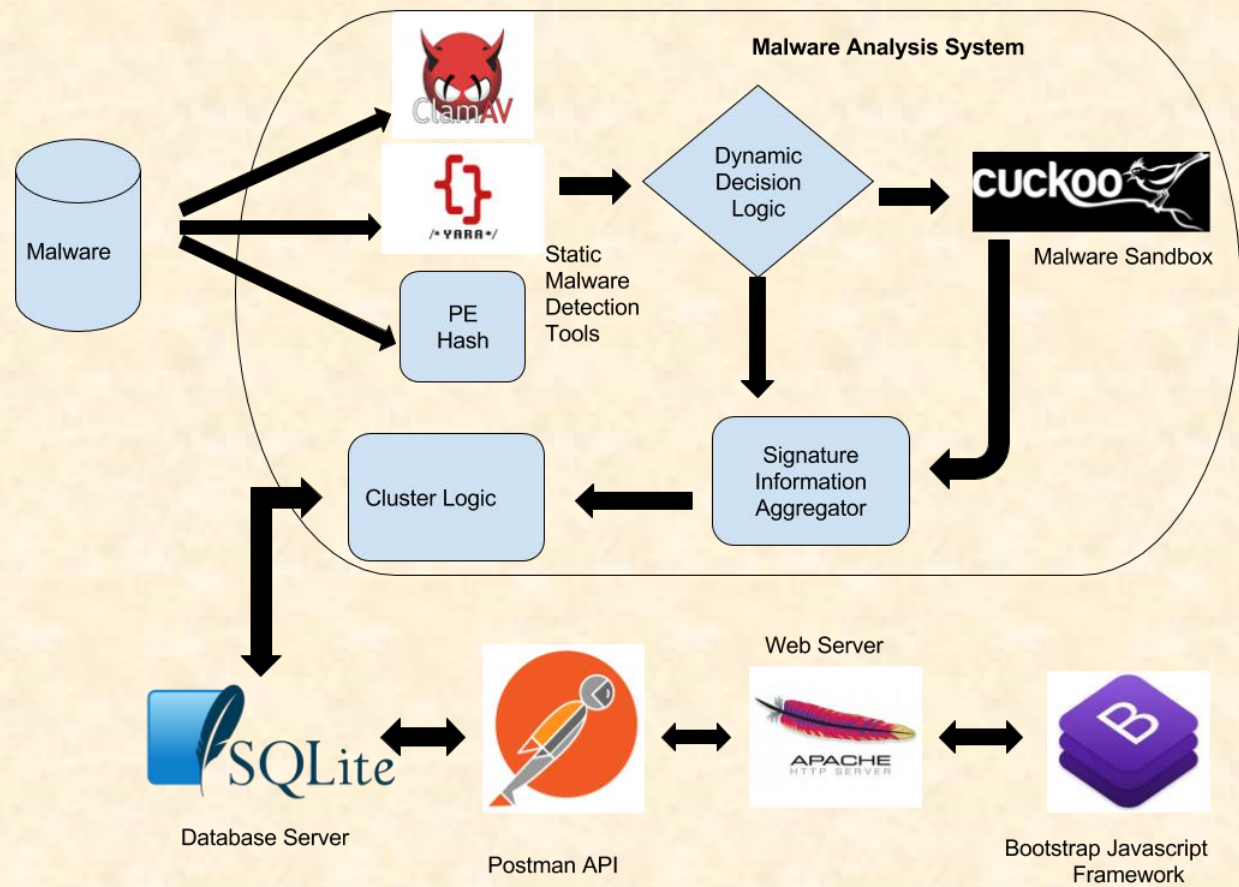 Malware Analysis System
ClamAV
/* YARA */
Malware
PE
Hash
Static
Malware
Detection
Tools
Dynamic
Decision
Logic
cuckoo
Malware Sandbox
Signature
Information
Aggregator
Cluster Logic
SQLite
Database Server
Postman API
Web Server
APACHE
HTTP SERVER
B
Bootstrap Javascript
Framework